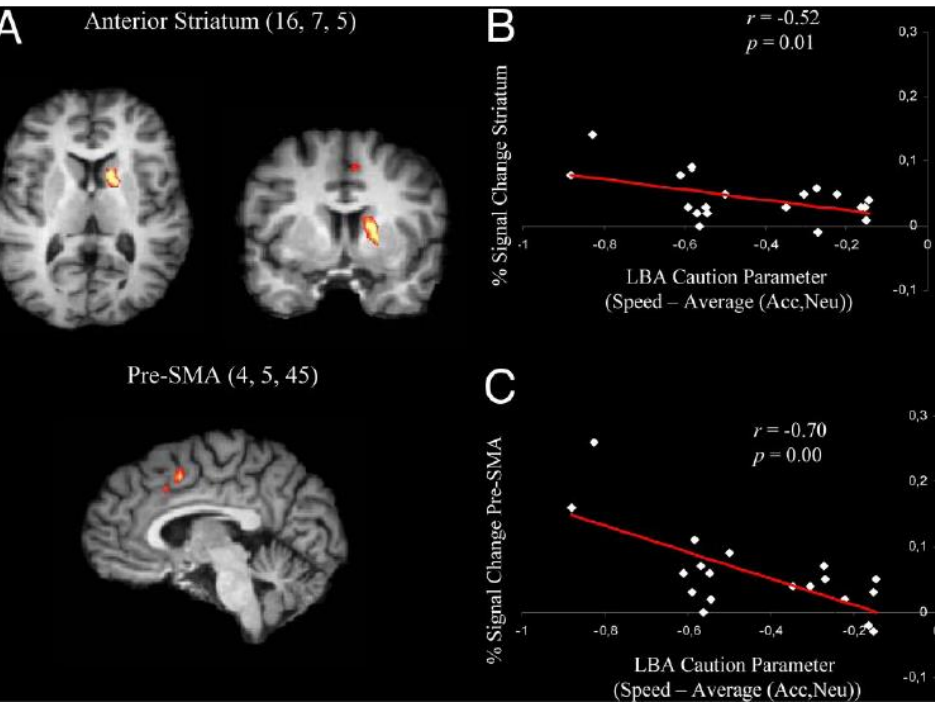 A
Anterior Striatum (16, 7, 5)
Pre-SMA (4, 5, 45)
B
r = -0.52
p = 0.01
% Signal Change Striatum
0,3
0,2
0,1
0
-0,1
-1
-0,8
-0,6
-0,4
-0,2
0
LBA Caution Parameter
(Speed – Average (Acc,Neu))
C
r = -0.70
p = 0.00
% Signal Change Pre-SMA
0,3
0,2
0,1
0
-0,1
-1
-0,8
-0,6
-0,4
-0,2
LBA Caution Parameter
(Speed – Average (Acc,Neu))